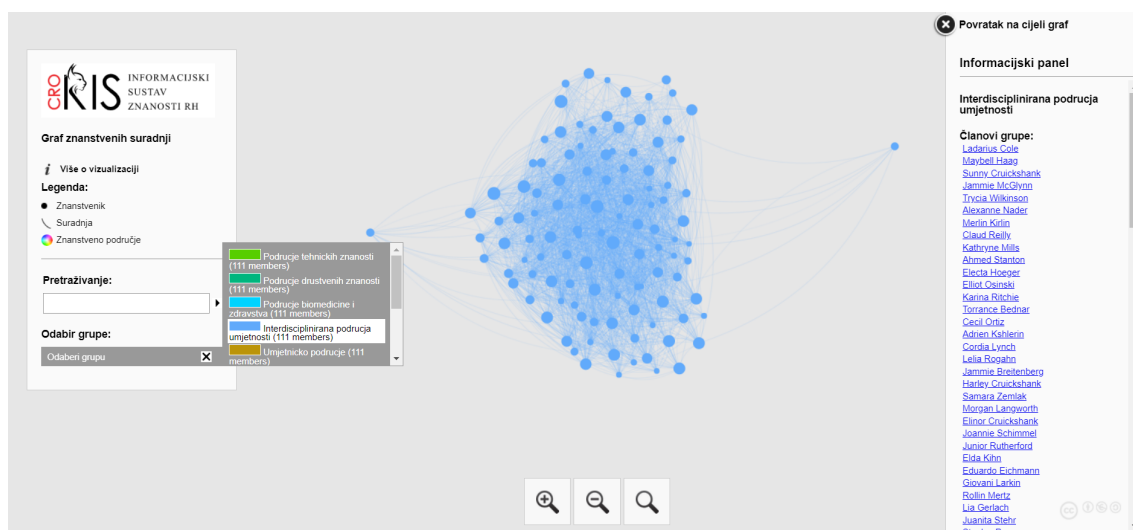 CRO
KIS
INFORMACIJSKI
SUSTAV
ZNANOSTI RH
Graf znanstvenih suradnji
i Više o vizualizaciji
Legenda:
Znanstvenik
Suradnja
Znanstveno područje
Pretraživanje:
Odabir grupe:
Odaberi grupu
Podrucje tehnickih znanosti
(111 members)
Podrucje drustvenih znanosti
(111 members)
Podrucje biomedicine i
zdravstva (111 members)
Interdisciplinirana podrucja
umjetnosti (111 members)
Umjetnicko podrucje (111
members)
Povratak na cijeli graf
Informacijski panel
Interdisciplinirana podrucja
umjetnosti
Članovi grupe:
Ladarius Cole
Maybell Haag
Sunny Cruickshank
Jammie McGlynn
Trycia Wilkinson
Alexanne Nader
Merlin Kirlin
Claud Reilly
Kathryne Mills
Ahmed Stanton
Electa Hoeger
Elliot Osinski
Karina Ritchie
Torrance Bednar
Cecil Ortiz
Adrien Kshlerin
Cordia Lynch
Lelia Rogahn
Jammie Breitenberg
Harley Cruickshank
Samara Zemlak
Morgan Langworth
Elinor Cruickshank
Joannie Schimmel
Junior Rutherford
Elda Kihn
Eduardo Eichmann
Giovani Larkin
Rollin Mertz
Lia Gerlach
Juanita Stehr
cc